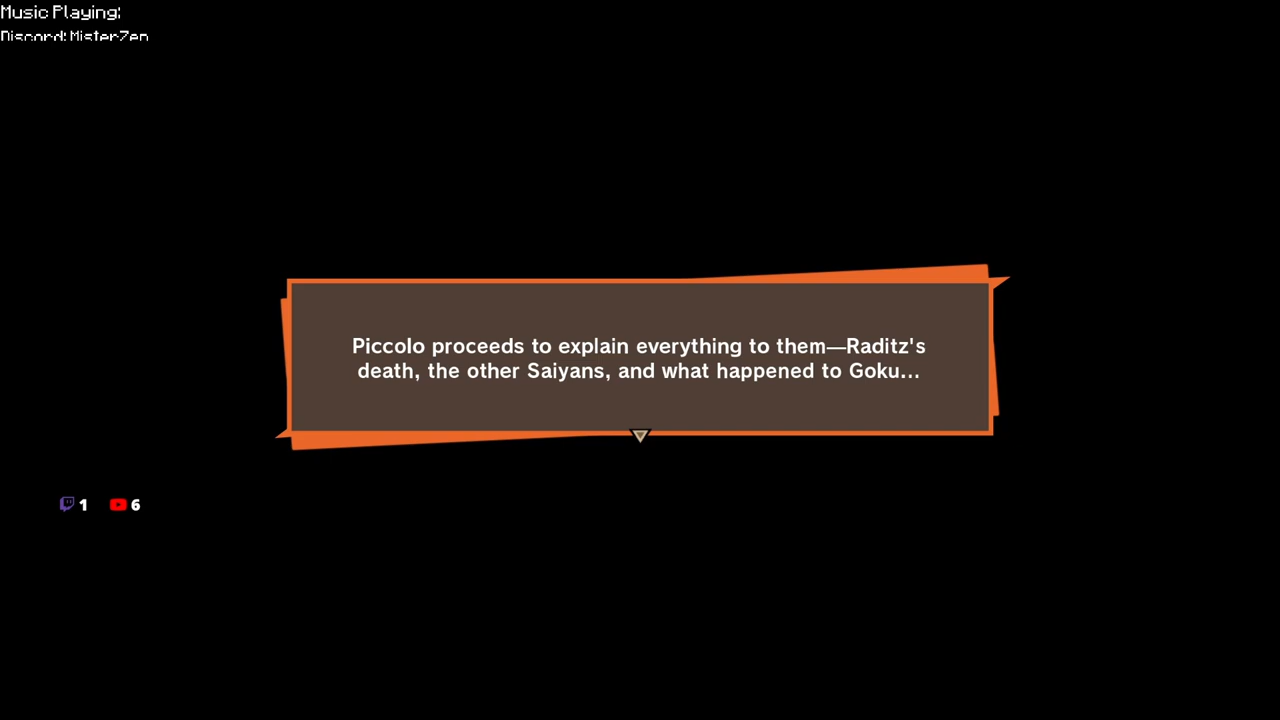 Music Playing:
Discord: MisterZen
Piccolo proceeds to explain everything to them—Raditz's
death, the other Saiyans, and what happened to Goku...
1 6